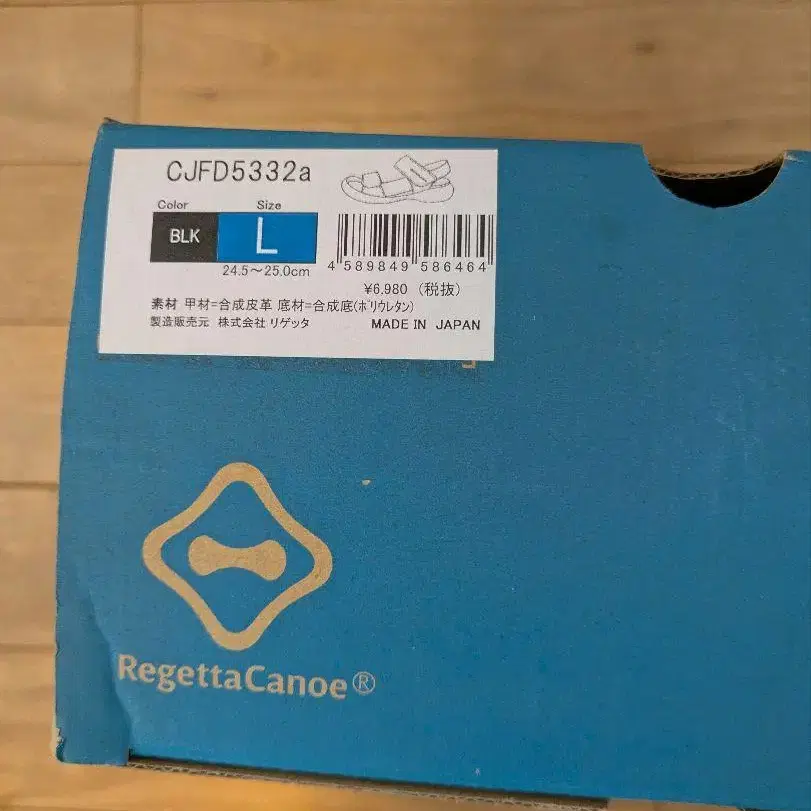 CJFD5332a
Color Size
BLK L
24.5～25.0cm
4 589849 586464
¥6,980 (税抜)
素材 甲材=合成皮革 底材=合成底(ﾎﾟﾘｳﾚﾀﾝ)
製造販売元 株式会社 リゲッタ MADE IN JAPAN
RegettaCanoe®